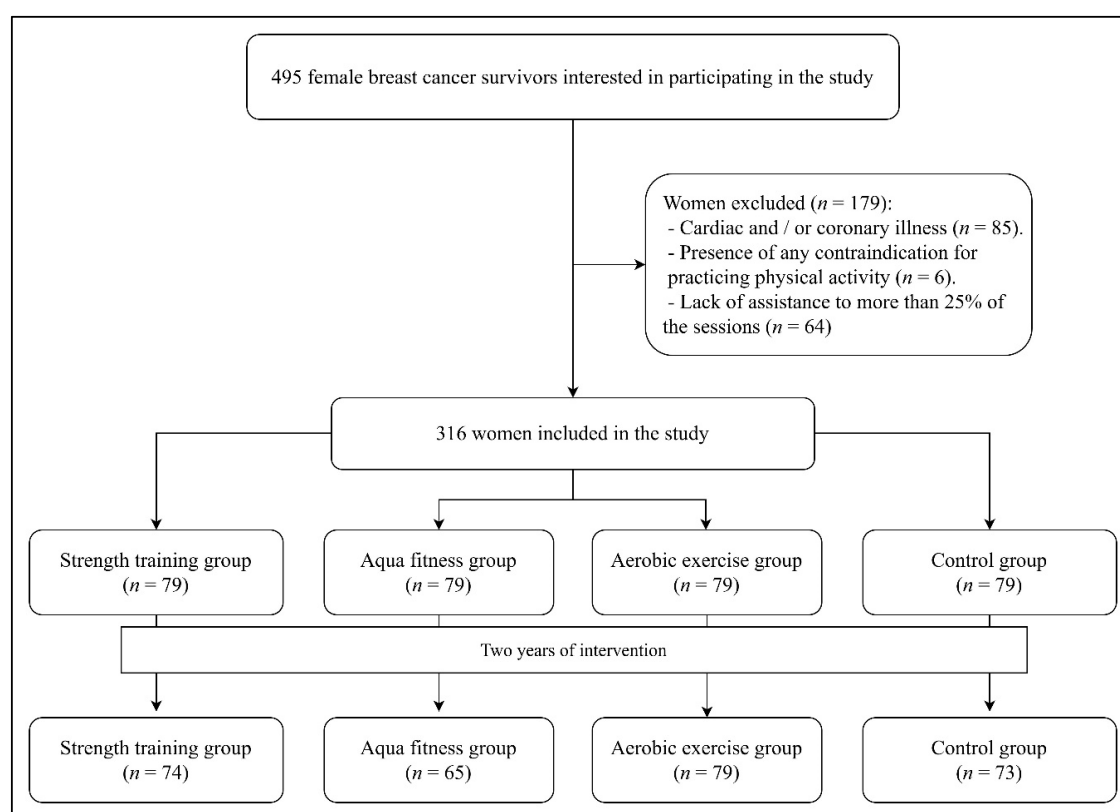 495 female breast cancer survivors interested in participating in the study
Women excluded (n = 179):
- Cardiac and / or coronary illness (n = 85).
- Presence of any contraindication for
practicing physical activity (n = 6).
- Lack of assistance to more than 25% of
the sessions (n = 64)
316 women included in the study
Strength training group
(n = 79)
Aqua fitness group
(n = 79)
Aerobic exercise group
(n = 79)
Control group
(n = 79)
Two years of intervention
Strength training group
(n = 74)
Aqua fitness group
(n = 65)
Aerobic exercise group
(n = 79)
Control group
(n = 73)